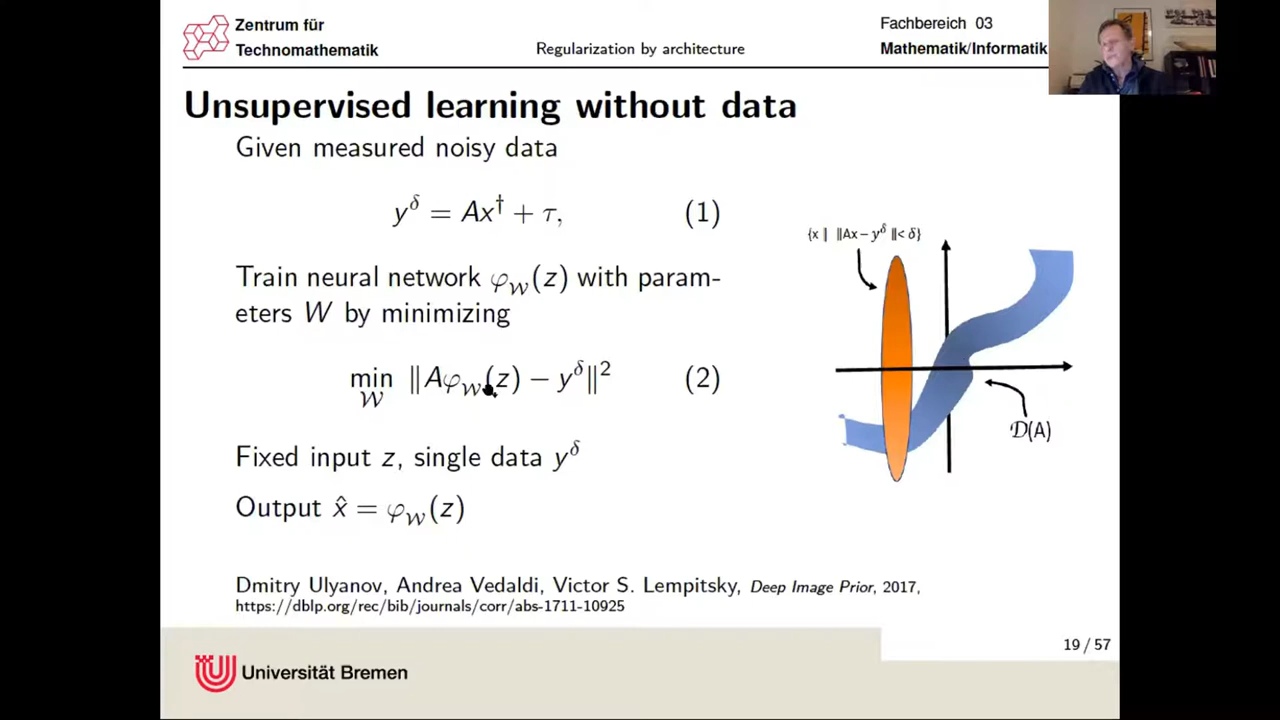 Zentrum für
Technomathematik
Regularization by architecture
Fachbereich 03
Mathematik/Informatik
Unsupervised learning without data
Given measured noisy data
y^δ = Ax^† + τ, (1)
Train neural network φ_W(z) with param-
eters W by minimizing
min_W ‖Aφ_W(z) − y^δ‖² (2)
Fixed input z, single data y^δ
Output x̂ = φ_W(z)
{x | ‖Ax − y^δ‖ < δ}
D(A)
Dmitry Ulyanov, Andrea Vedaldi, Victor S. Lempitsky, Deep Image Prior, 2017,
https://dblp.org/rec/bib/journals/corr/abs-1711-10925
19 / 57
Universität Bremen